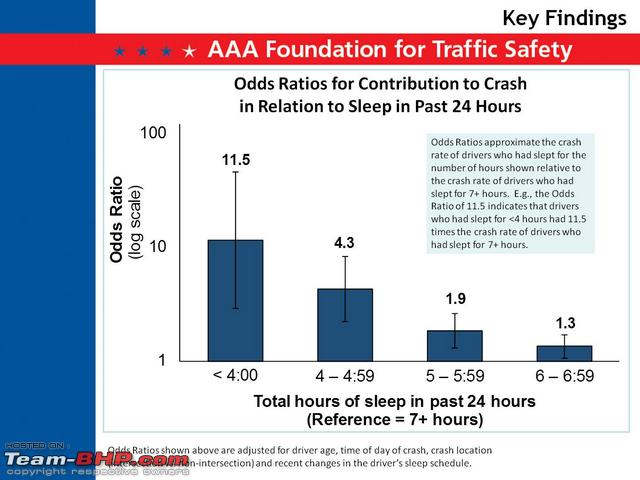 Key Findings
AAA Foundation for Traffic Safety
Odds Ratios for Contribution to Crash
in Relation to Sleep in Past 24 Hours
Odds Ratios approximate the crash
rate of drivers who had slept for the
number of hours shown relative to
the crash rate of drivers who had
slept for 7+ hours. E.g., the Odds
Ratio of 11.5 indicates that drivers
who had slept for <4 hours had 11.5
times the crash rate of drivers who
had slept for 7+ hours.
Odds Ratio
(log scale)
100
10
1
11.5
4.3
1.9
1.3
< 4:00
4 – 4:59
5 – 5:59
6 – 6:59
Total hours of sleep in past 24 hours
(Reference = 7+ hours)
Odds Ratios shown above are adjusted for driver age, time of day of crash, crash location
non-intersection) and recent changes in the driver's sleep schedule.
HOSTED ON :
Team-BHP.com
copyright respective owners